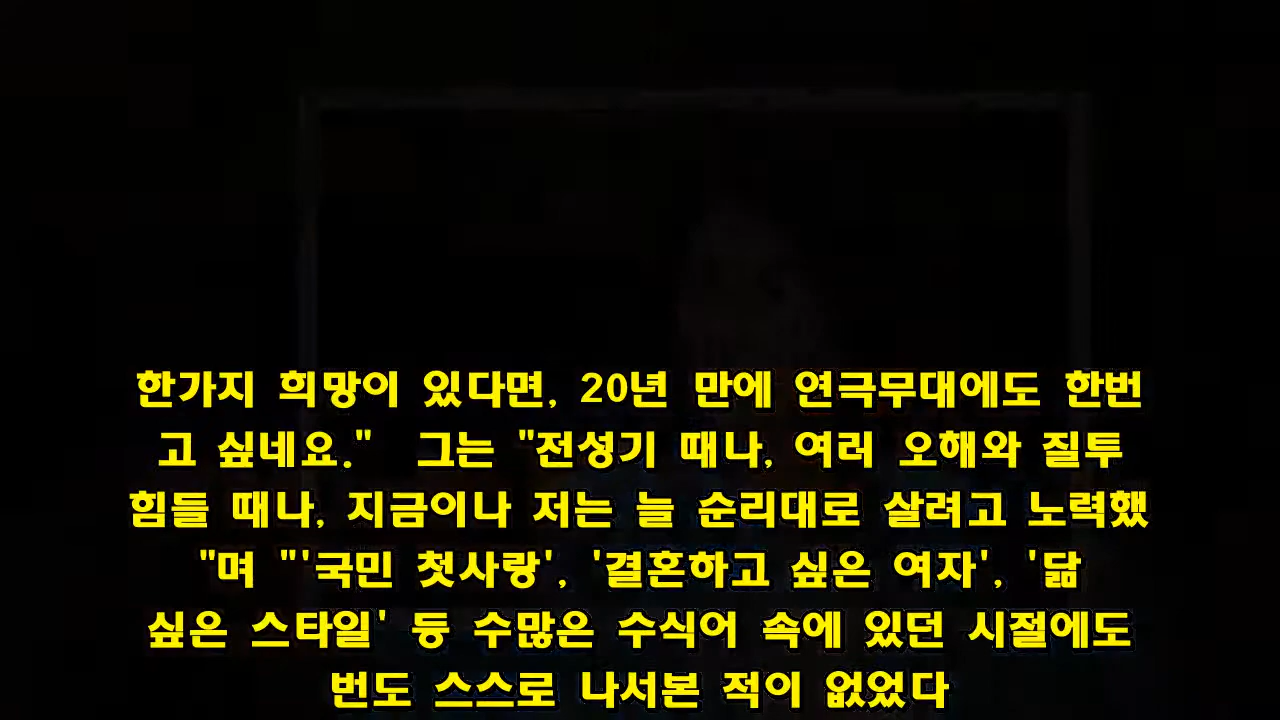 한가지 희망이 있다면, 20년 만에 연극무대에도 한번
고 싶네요." 그는 "전성기 때나, 여러 오해와 질투
힘들 때나, 지금이나 저는 늘 순리대로 살려고 노력했
"며 "'국민 첫사랑', '결혼하고 싶은 여자', '닮
싶은 스타일' 등 수많은 수식어 속에 있던 시절에도
번도 스스로 나서본 적이 없었다